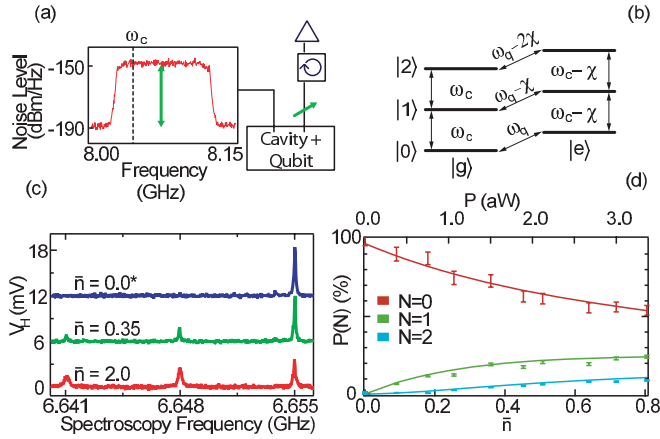 (a)
ω_c
Noise Level
(dBm/Hz)
-150
-190
8.00
8.15
Frequency
(GHz)
Cavity +
Qubit
(b)
|2⟩
|1⟩
|0⟩
ω_c
ω_c
ω_q-2χ
ω_q-χ
ω_q
ω_c-χ
ω_c-χ
|g⟩
|e⟩
(c)
V_H (mV)
18
12
6
0
n̄ = 0.0*
n̄ = 0.35
n̄ = 2.0
6.641
6.648
6.655
Spectroscopy Frequency (GHz)
(d)
P (aW)
0.0
1.0
2.0
3.0
P(N) (%)
100
0
N=0
N=1
N=2
0.0
0.2
0.4
0.6
0.8
n̄